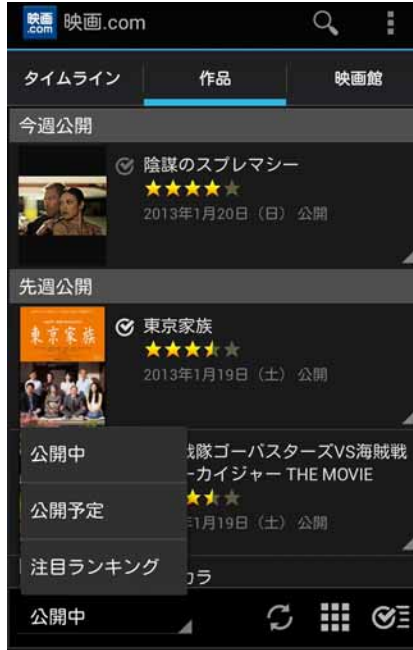 映画.com
映画.com
タイムライン
作品
映画館
今週公開
陰謀のスプレマシー
2013年1月20日（日） 公開
先週公開
東京家族
東京家族
2013年1月19日（土） 公開
戦隊ゴーバスターズVS海賊戦
ーカイジャー THE MOVIE
1月19日（土） 公開
カラ
公開中
公開予定
注目ランキング
公開中